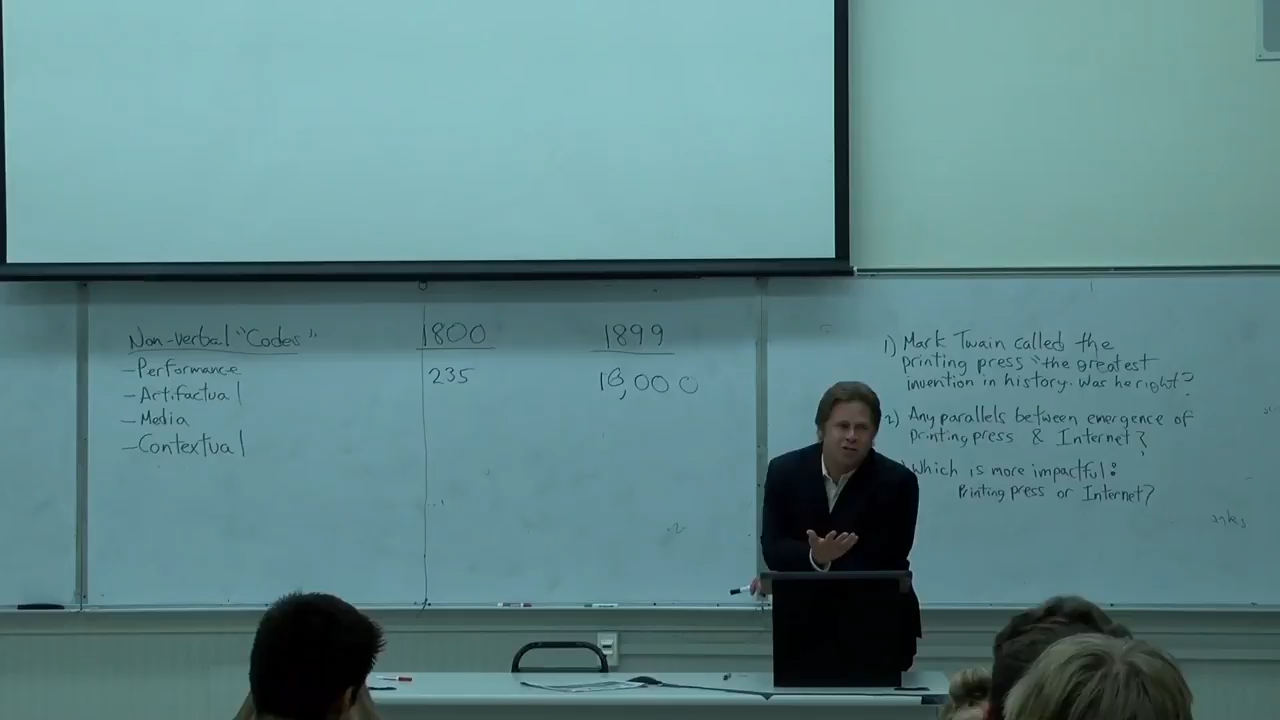 Non-verbal "Codes"
-Performance
-Artifactual
-Media
-Contextual
1800
235
1899
16,000
1) Mark Twain called the
printing press "the greatest
invention in history. Was he right?
2) Any parallels between emergence of
Printing press & Internet?
Which is more impactful:
Printing press or Internet?